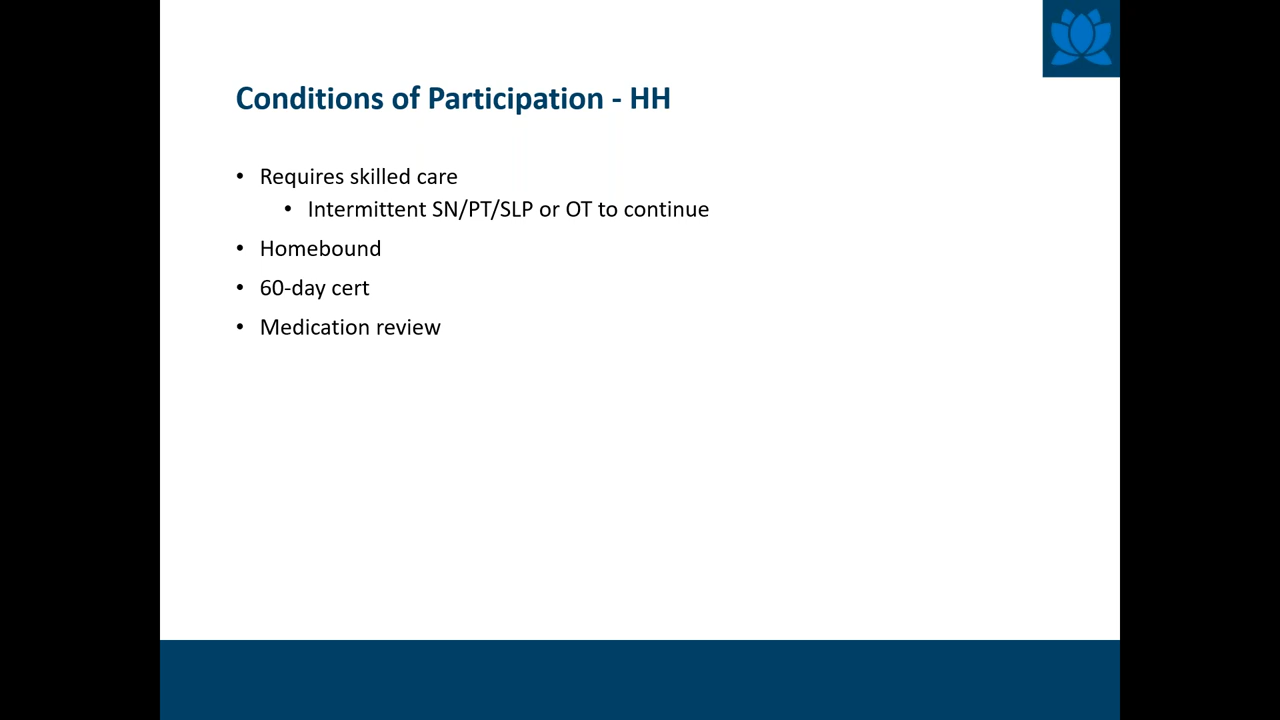 Conditions of Participation - HH
• Requires skilled care
• Intermittent SN/PT/SLP or OT to continue
• Homebound
• 60-day cert
• Medication review